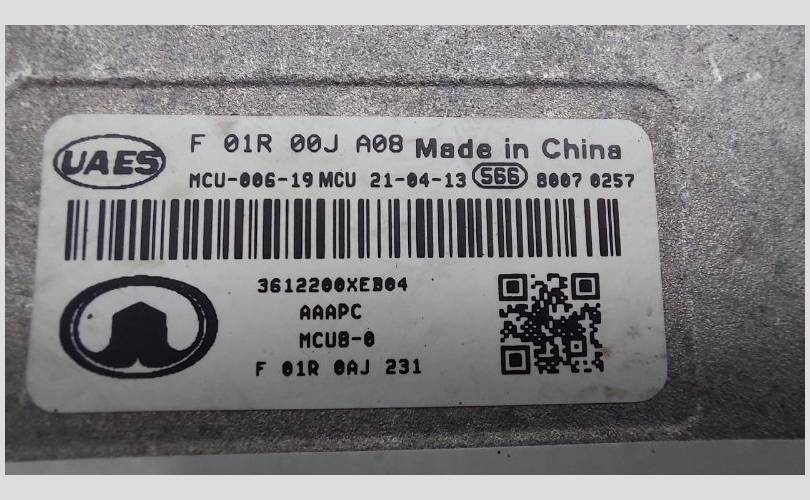 UAES
F 01R 00J A08 Made in China
MCU-006-19 MCU 21-04-13 566 8007 0257
3612200XEB04
AAAPC
MCU8-0
F 01R 0AJ 231